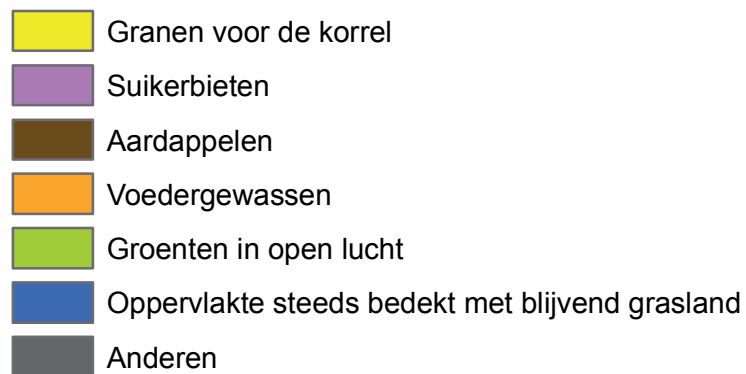 Granen voor de korrel
Suikerbieten
Aardappelen
Voedergewassen
Groenten in open lucht
Oppervlakte steeds bedekt met blijvend grasland
Anderen